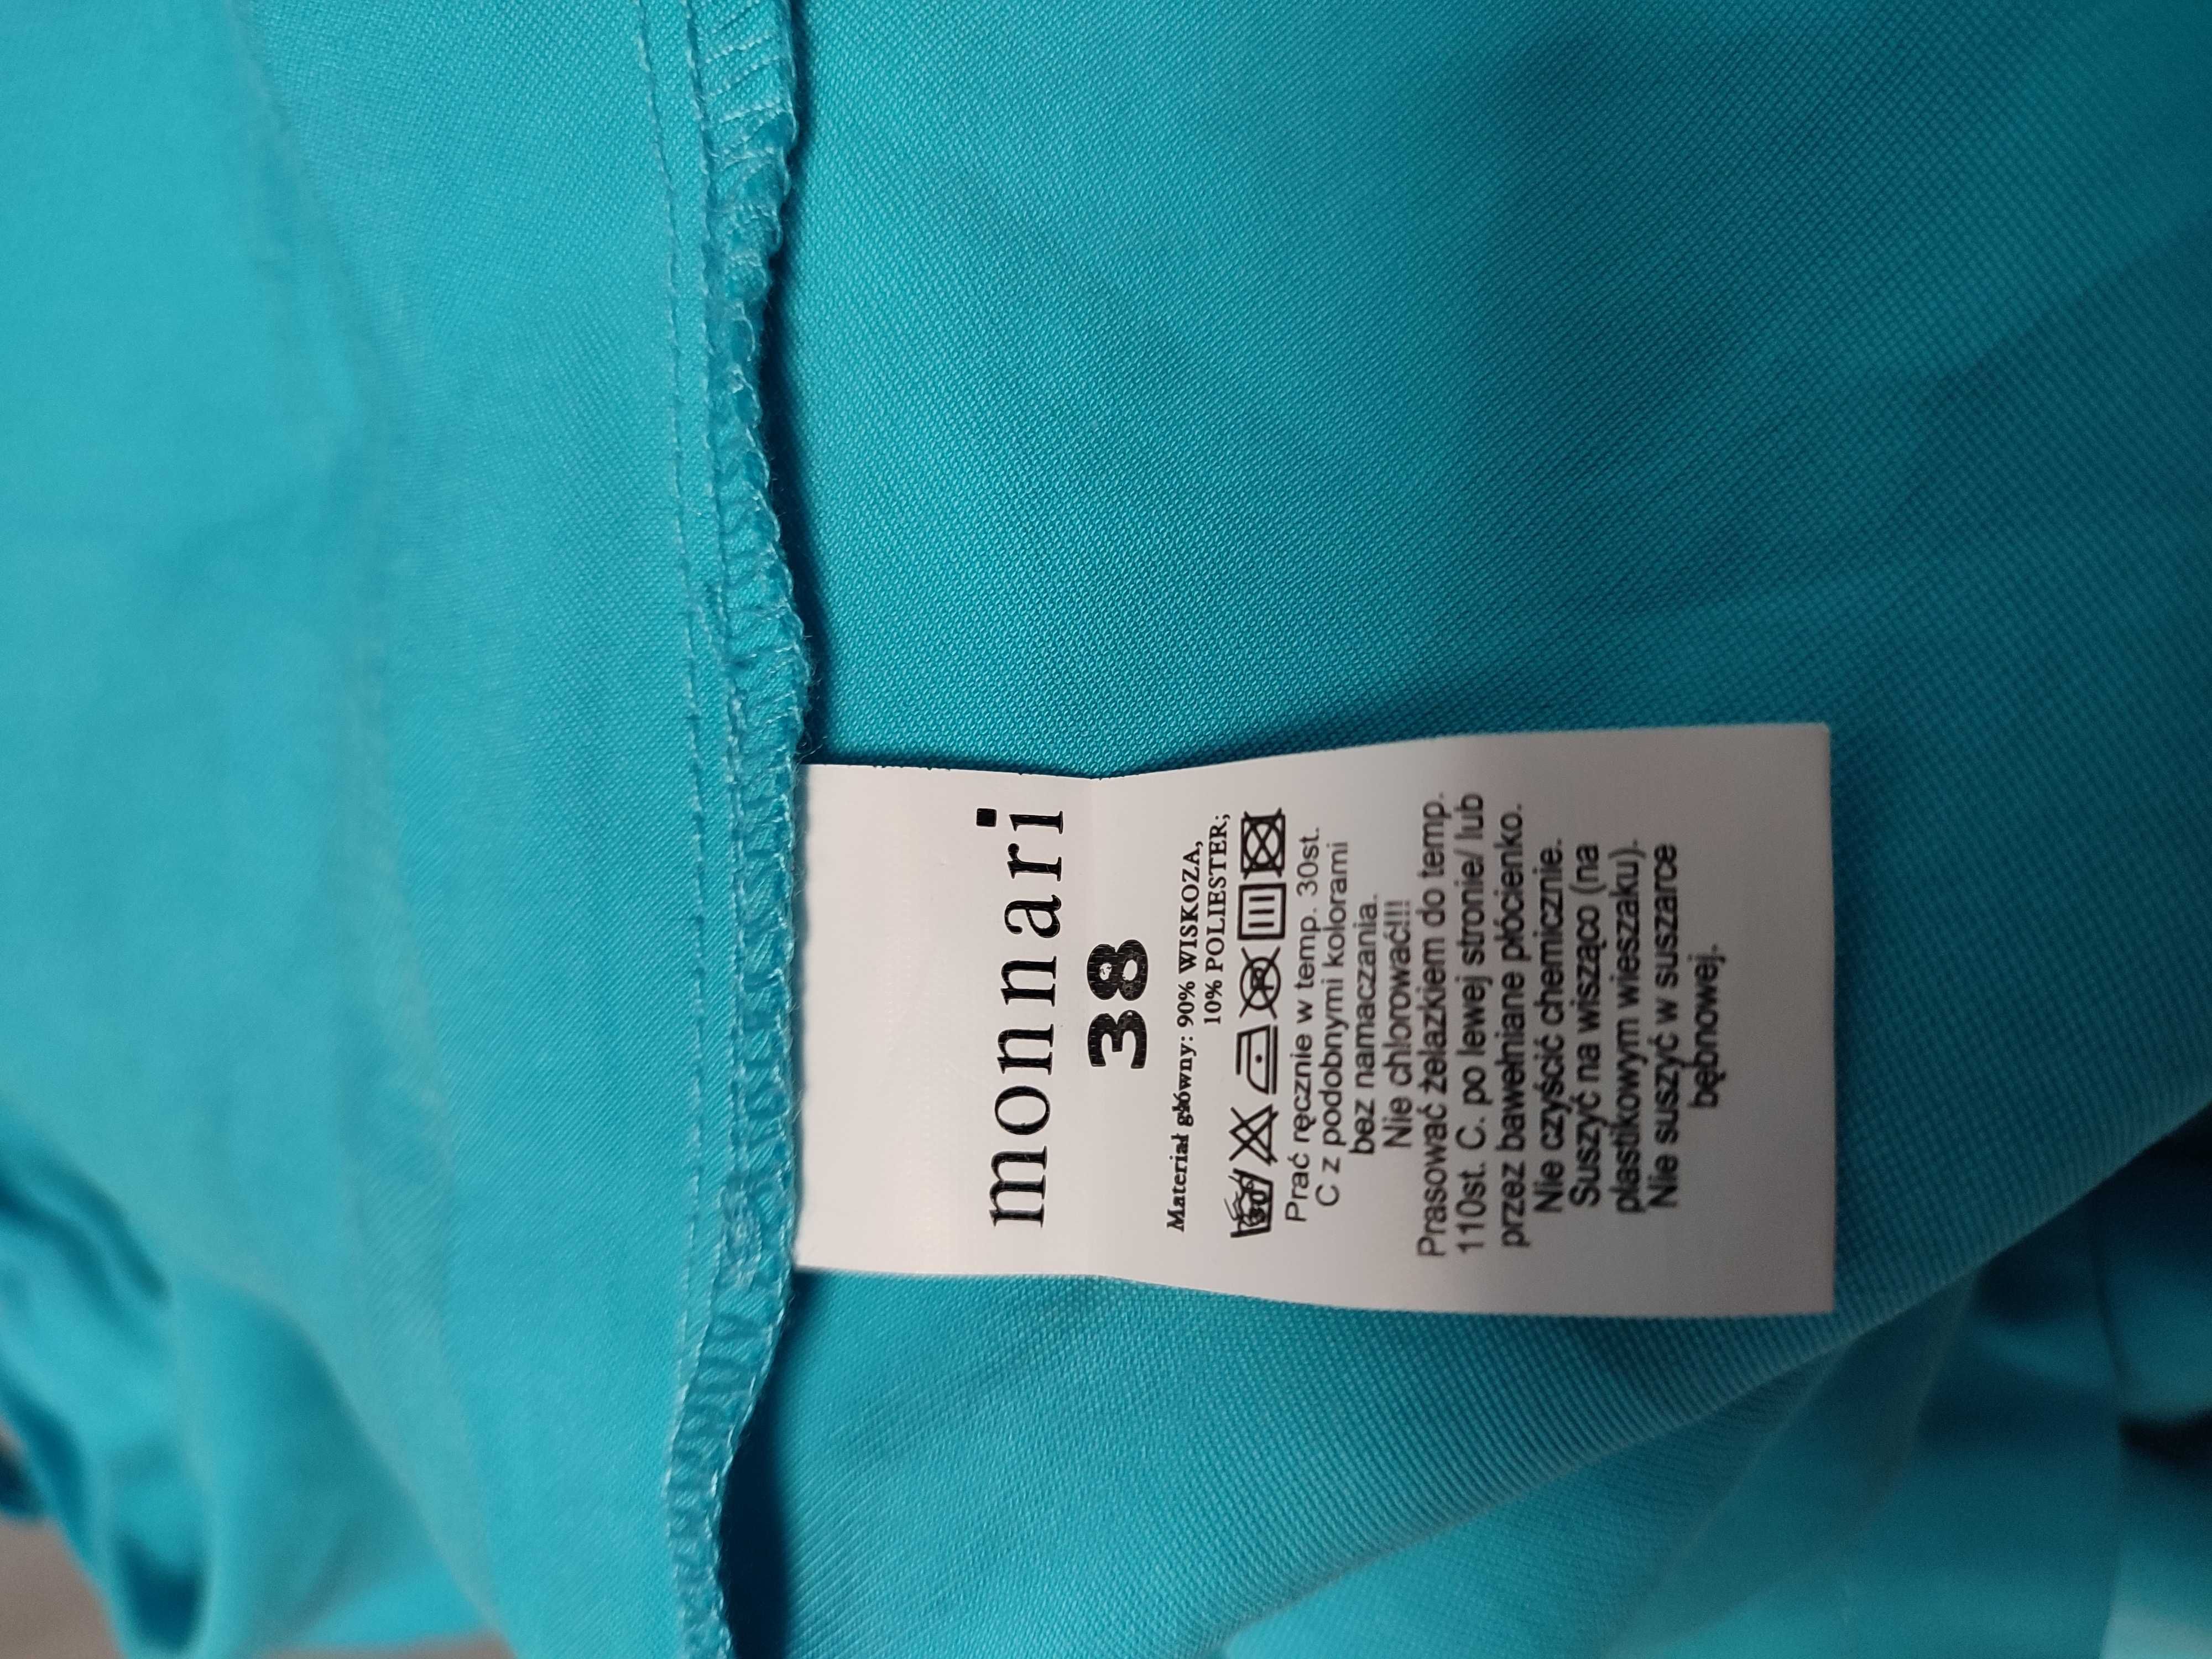 monnari
38
Materiał główny: 90% WISKOZA,
10% POLIESTER;
30
P
Prać ręcznie w temp. 30st.
C z podobnymi kolorami
bez namaczania.
Nie chlorować!!!
Prasować żelazkiem do temp.
110st. C. po lewej stronie/ lub
przez bawełniane płócienko.
Nie czyścić chemicznie.
Suszyć na wisząco (na
plastikowym wieszaku).
Nie suszyć w suszarce
bębnowej.